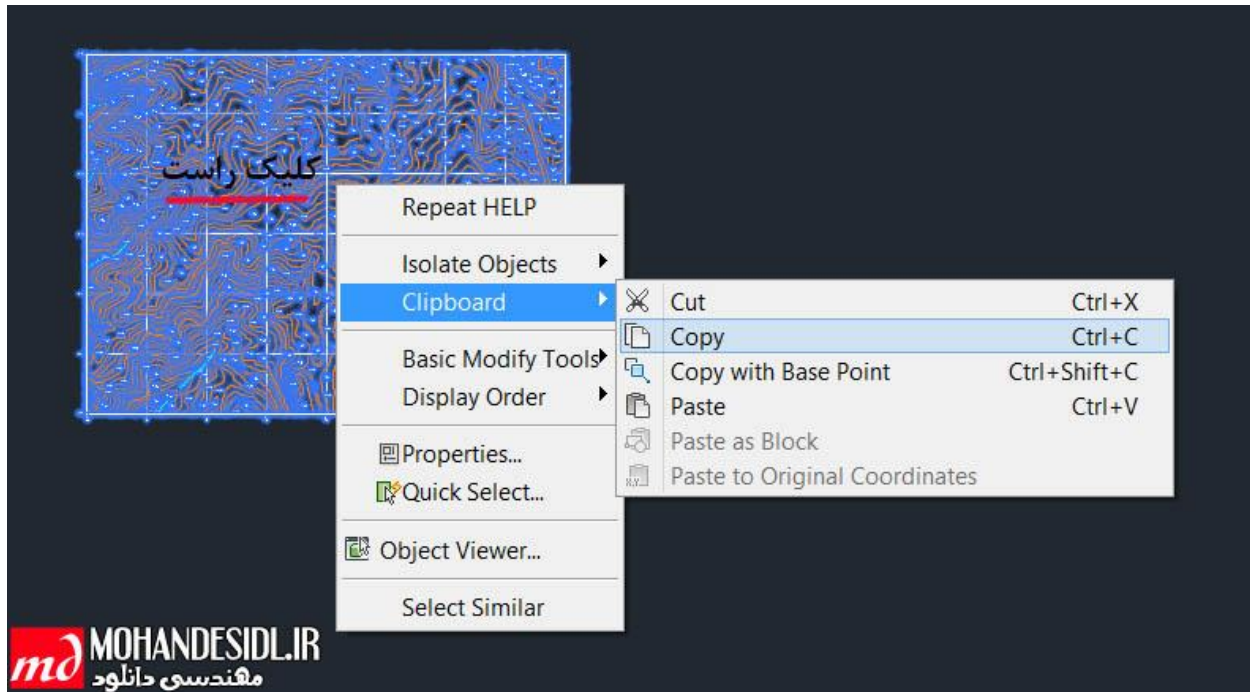 کلیک راست
Repeat HELP
Isolate Objects
Clipboard
Basic Modify Tools
Display Order
Properties...
Quick Select...
Object Viewer...
Select Similar
Cut Ctrl+X
Copy Ctrl+C
Copy with Base Point Ctrl+Shift+C
Paste Ctrl+V
Paste as Block
Paste to Original Coordinates
md MOHANDESIDL.IR
مهندسی دانلود